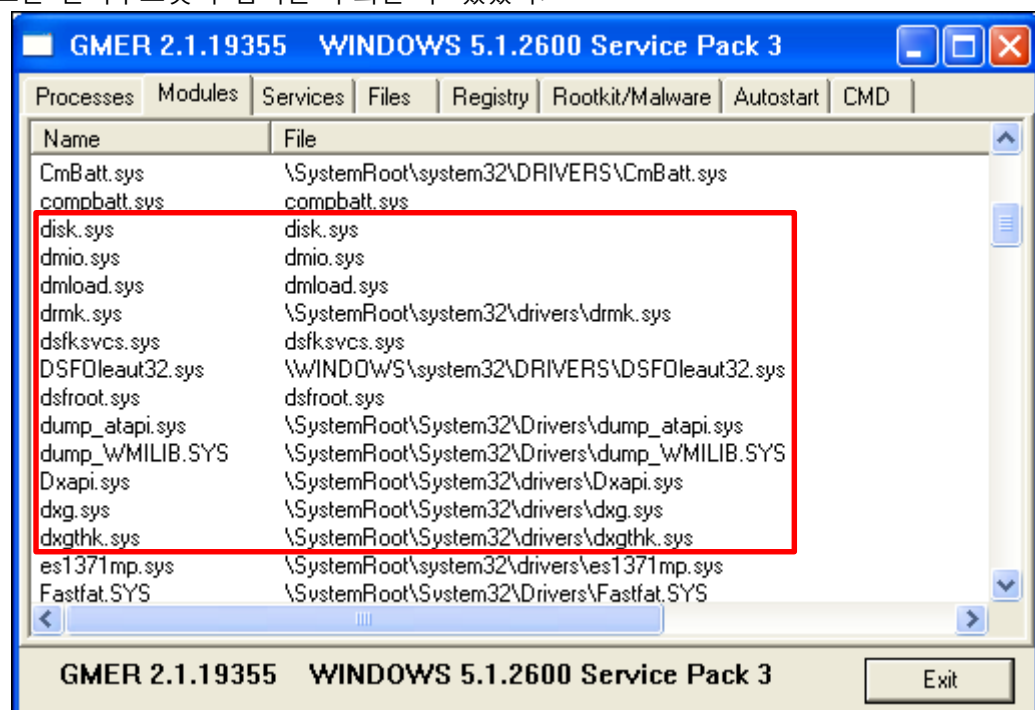 GMER 2.1.19355 WINDOWS 5.1.2600 Service Pack 3
Processes Modules Services Files Registry Rootkit/Malware Autostart CMD
Name File
CmBatt.sys \SystemRoot\system32\DRIVERS\CmBatt.sys
compbatt.sys compbatt.sys
disk.sys disk.sys
dmio.sys dmio.sys
dmload.sys dmload.sys
drmk.sys \SystemRoot\system32\drivers\drmk.sys
dsfksvcs.sys dsfksvcs.sys
DSFOleaut32.sys \WINDOWS\system32\DRIVERS\DSFOleaut32.sys
dsfroot.sys dsfroot.sys
dump_atapi.sys \SystemRoot\System32\Drivers\dump_atapi.sys
dump_WMILIB.SYS \SystemRoot\System32\Drivers\dump_WMILIB.SYS
Dxapi.sys \SystemRoot\System32\drivers\Dxapi.sys
dxg.sys \SystemRoot\System32\drivers\dxg.sys
dxgthk.sys \SystemRoot\System32\drivers\dxgthk.sys
es1371mp.sys \SystemRoot\system32\drivers\es1371mp.sys
Fastfat.SYS \SystemRoot\System32\Drivers\Fastfat.SYS
GMER 2.1.19355 WINDOWS 5.1.2600 Service Pack 3 Exit